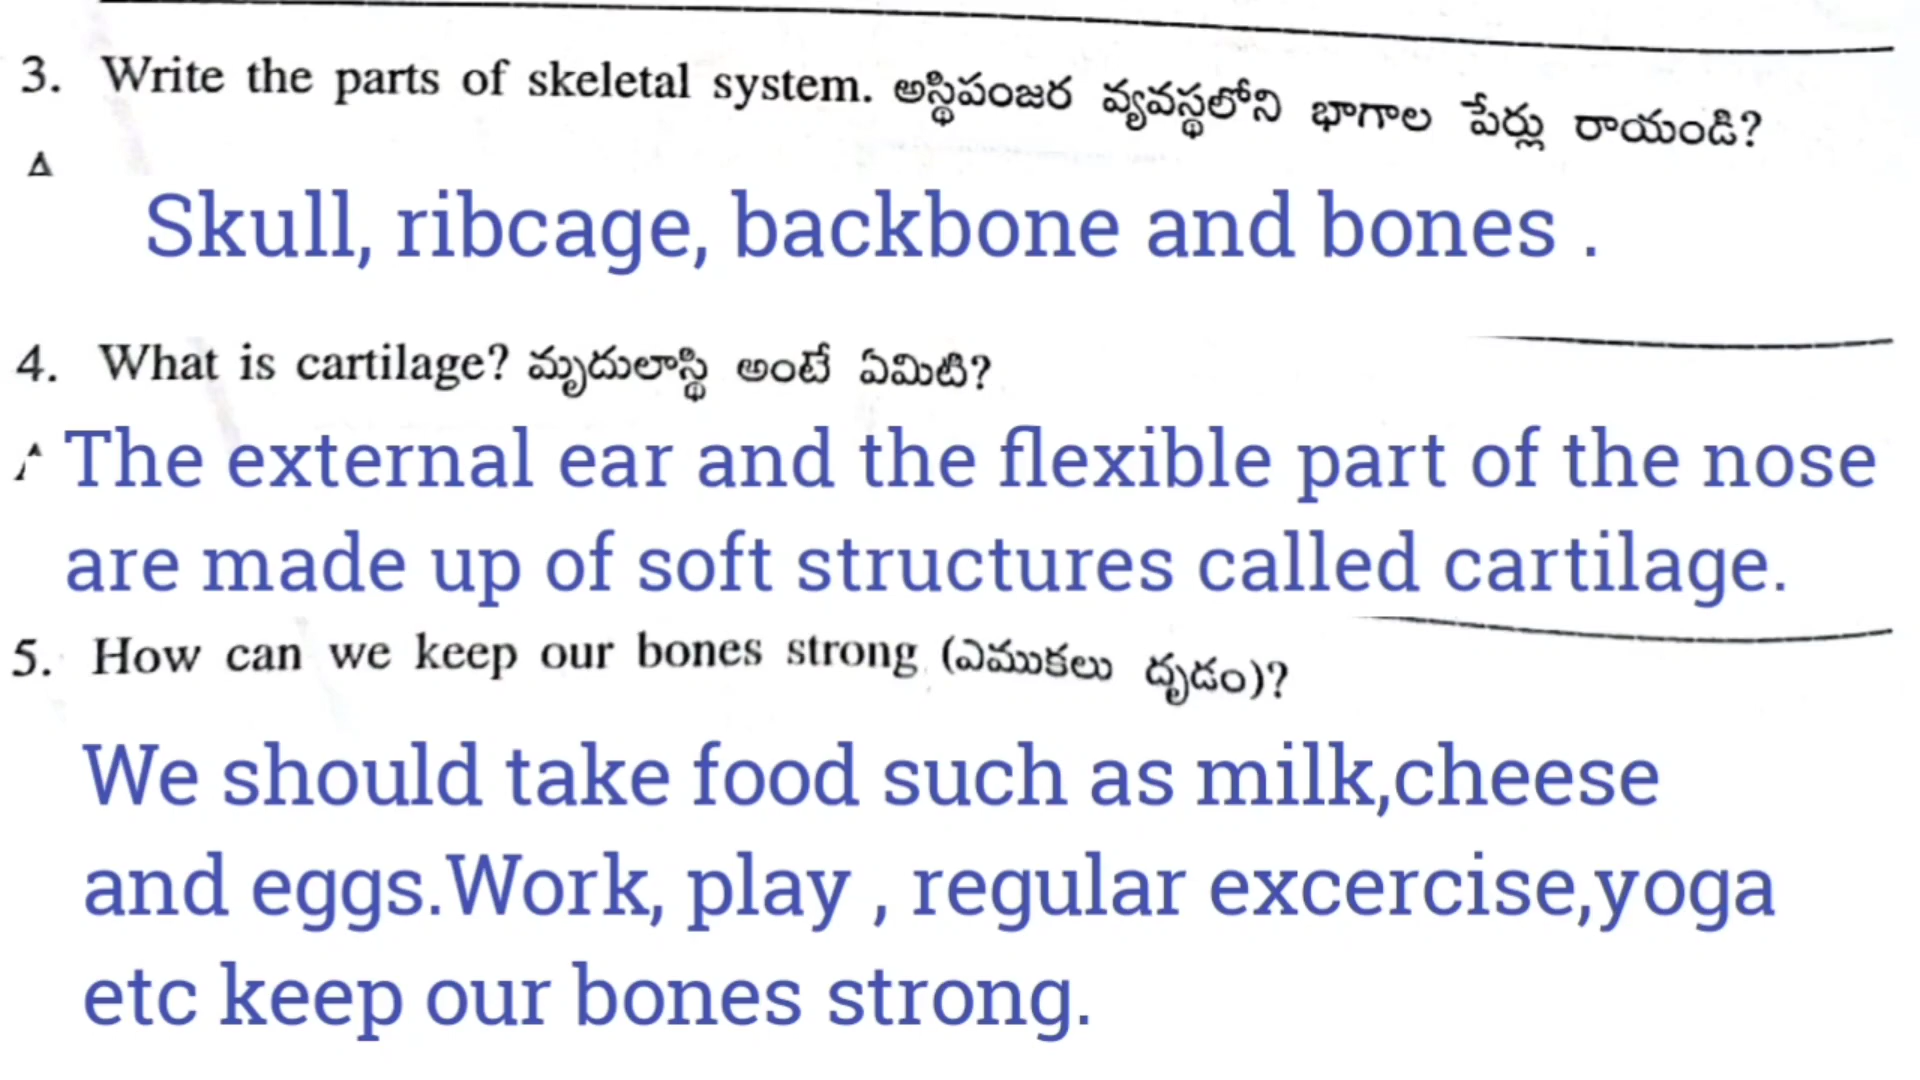 3. Write the parts of skeletal system. అస్థిపంజర వ్యవస్థలోని భాగాల పేర్లు రాయండి?
Skull, ribcage, backbone and bones .
4. What is cartilage? మృదులాస్థి అంటే ఏమిటి?
The external ear and the flexible part of the nose
are made up of soft structures called cartilage.
5. How can we keep our bones strong (ఎముకలు దృడం)?
We should take food such as milk,cheese
and eggs.Work, play , regular excercise,yoga
etc keep our bones strong.